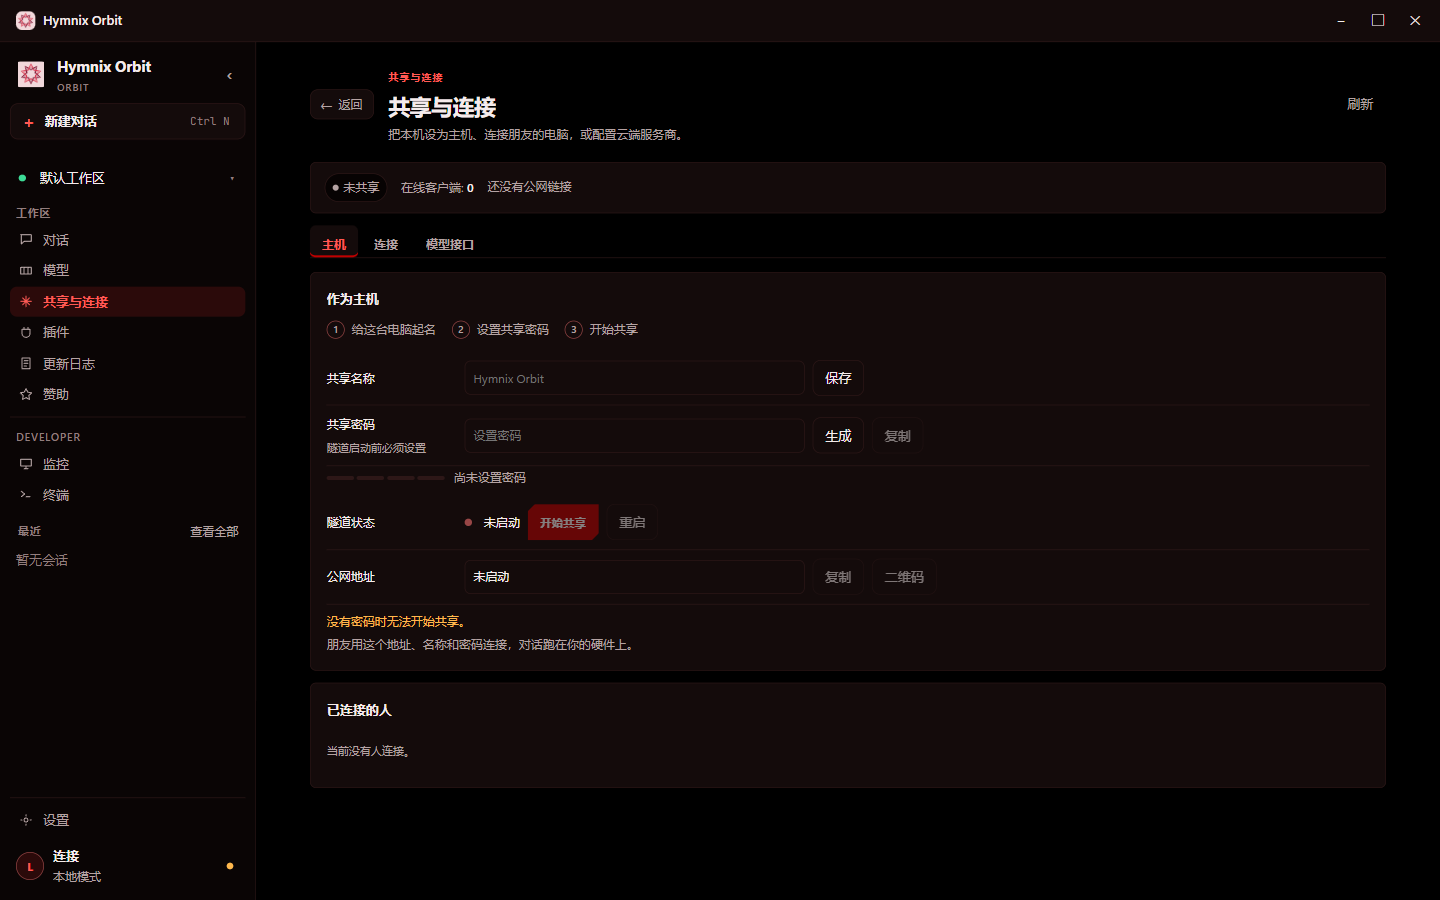 Hymnix Orbit
Hymnix Orbit
ORBIT
+ 新建对话 Ctrl N
默认工作区
工作区
对话
模型
共享与连接
插件
更新日志
赞助
DEVELOPER
监控
终端
最近 查看全部
暂无会话
设置
L
连接
本地模式
共享与连接
← 返回
共享与连接
把本机设为主机、连接朋友的电脑，或配置云端服务商。
刷新
未共享 在线客户端: 0 还没有公网链接
主机 连接 模型接口
作为主机
1 给这台电脑起名 2 设置共享密码 3 开始共享
共享名称 Hymnix Orbit 保存
共享密码 设置密码 生成 复制
隧道启动前必须设置
尚未设置密码
隧道状态 未启动 开始共享 重启
公网地址 未启动 复制 二维码
没有密码时无法开始共享。
朋友用这个地址、名称和密码连接，对话跑在你的硬件上。
已连接的人
当前没有人连接。